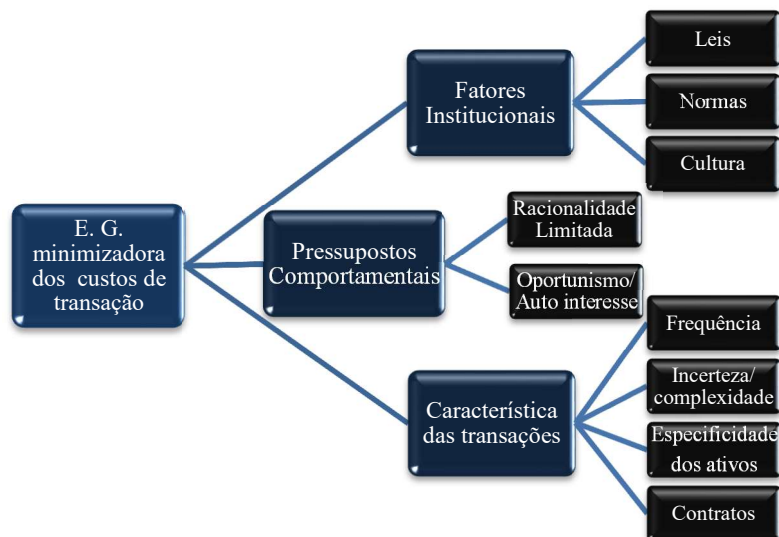 E. G.
minimizadora
dos custos de
transação
Fatores
Institucionais
Leis
Normas
Cultura
Pressupostos
Comportamentais
Racionalidade
Limitada
Oportunismo/
Auto interesse
Característica
das transações
Frequência
Incerteza/
complexidade
Especificidade
dos ativos
Contratos